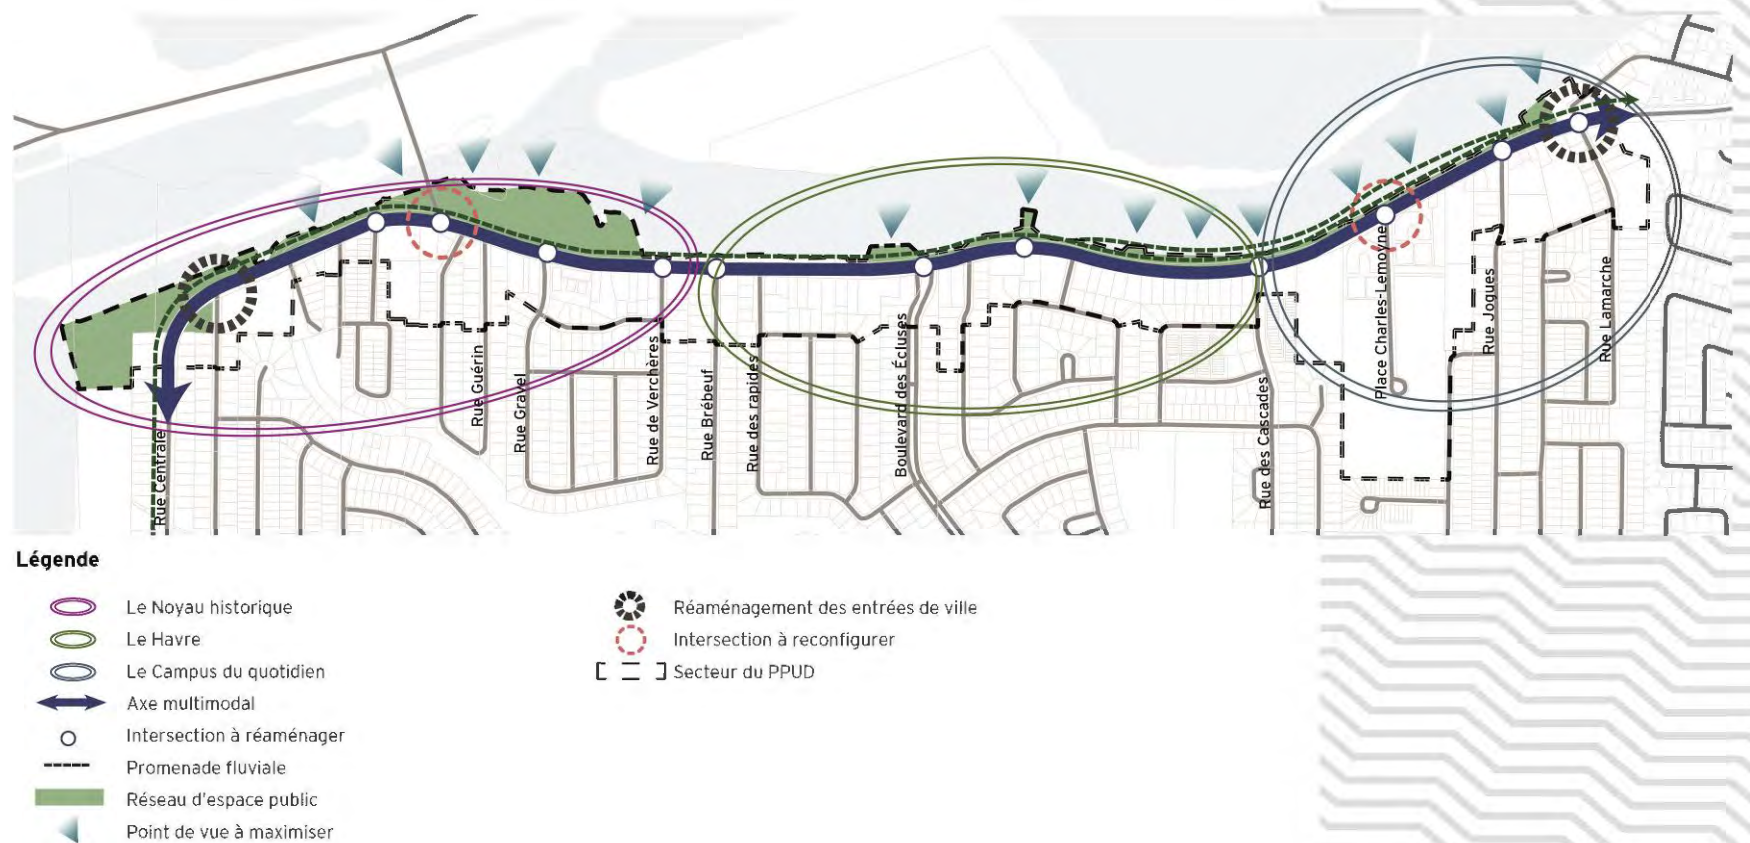 Rue Centrale
Rue Guérin
Rue Gravel
Rue de Verchères
Rue Brébeuf
Rue des rapides
Boulevard des Écluses
Rue des Cascades
Place Charles-Lemoyne
Rue Jogues
Rue Lamarche
Légende
Le Noyau historique
Le Havre
Le Campus du quotidien
Axe multimodal
Intersection à réaménager
Promenade fluviale
Réseau d'espace public
Point de vue à maximiser
Réaménagement des entrées de ville
Intersection à reconfigurer
Secteur du PPUD